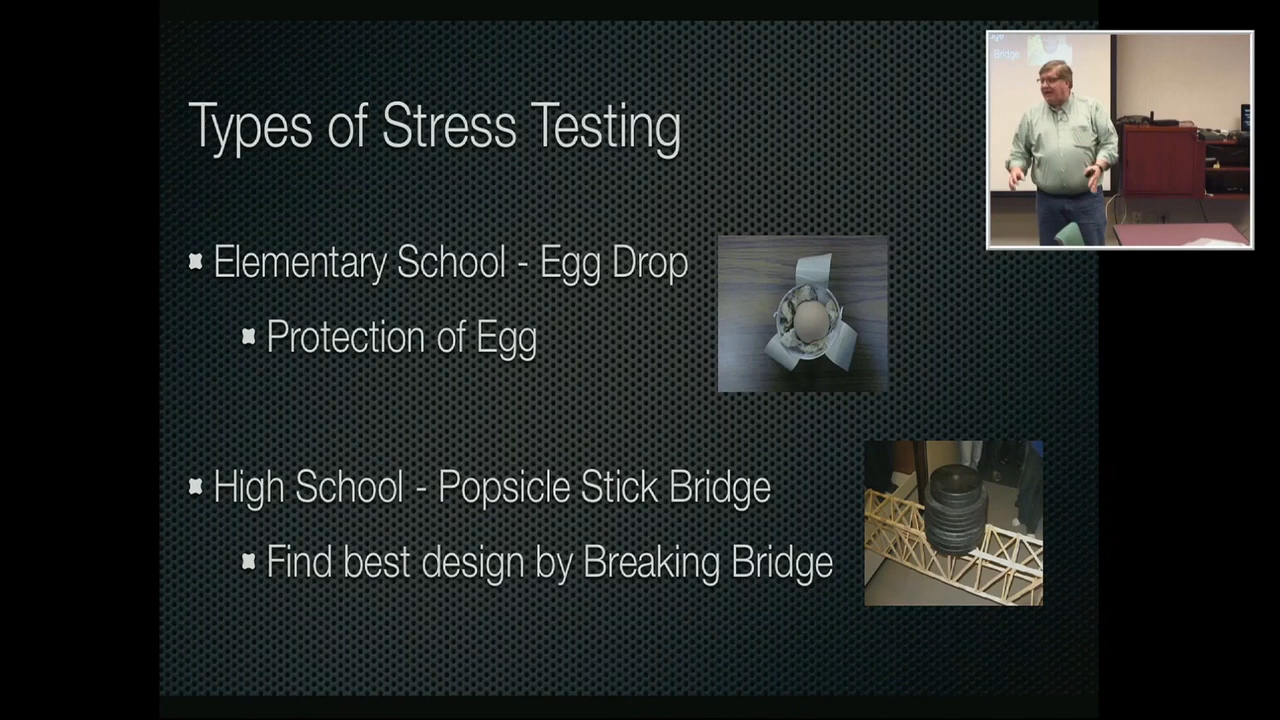 Types of Stress Testing
Elementary School - Egg Drop
Protection of Egg
High School - Popsicle Stick Bridge
Find best design by Breaking Bridge
Bridge